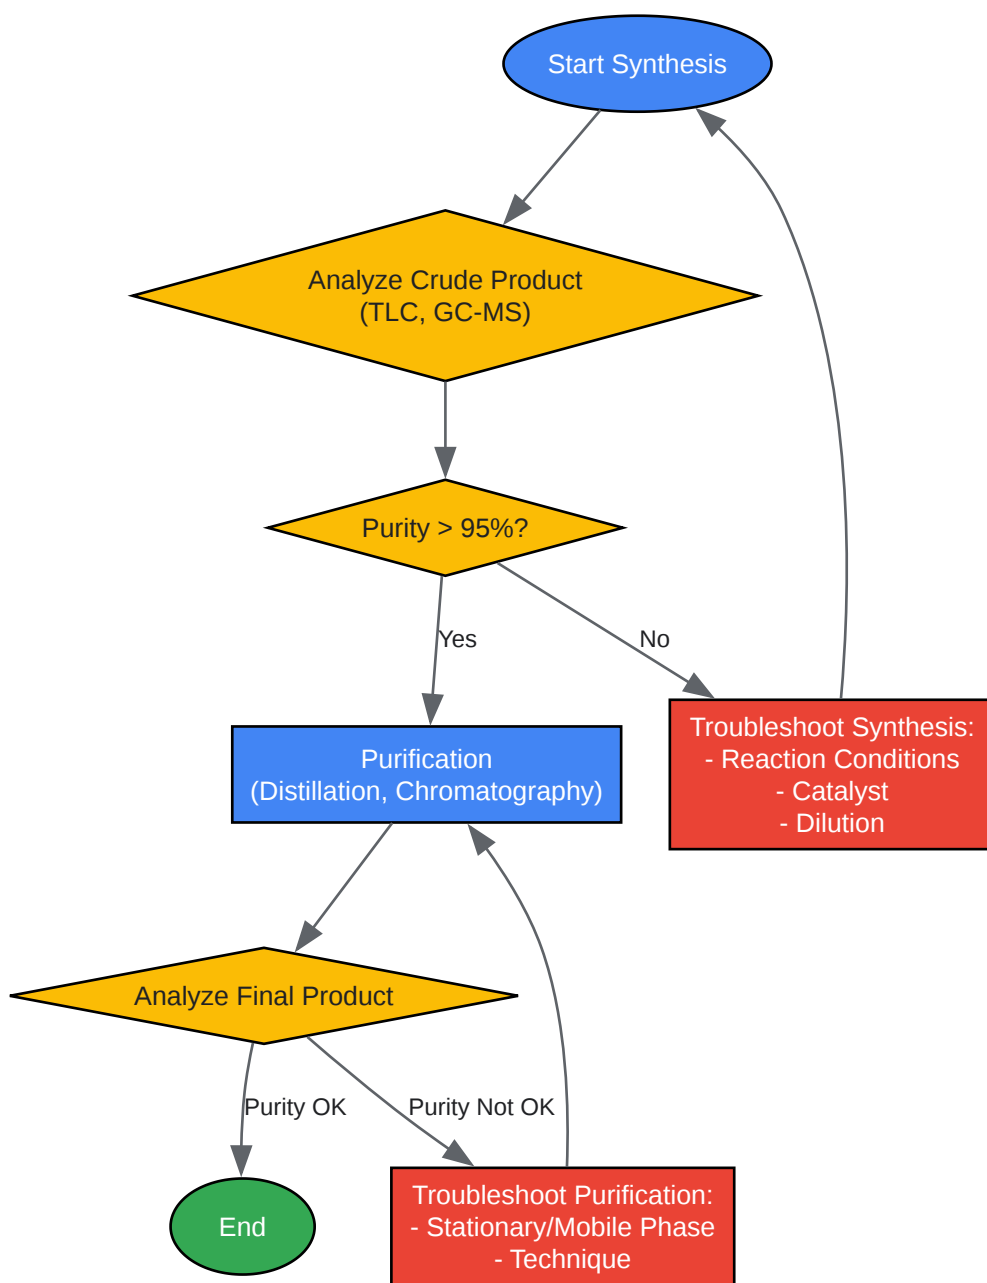 Start Synthesis
Analyze Crude Product
(TLC, GC-MS)
Purity > 95%?
Yes
No
Purification
(Distillation, Chromatography)
Troubleshoot Synthesis:
- Reaction Conditions
- Catalyst
- Dilution
Analyze Final Product
Purity OK
Purity Not OK
End
Troubleshoot Purification:
- Stationary/Mobile Phase
- Technique